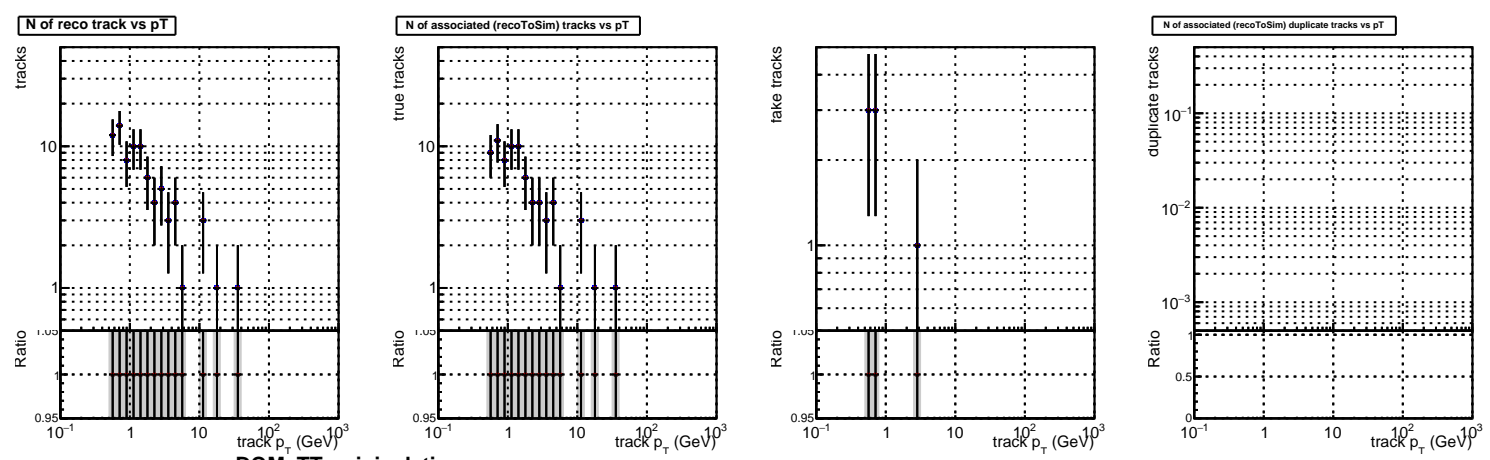 N of reco track vs pT
tracks
10
1
1.05
Ratio
1
0.95
10⁻¹ 1 10 10² 10³
track p_T (GeV)
N of associated (recoToSim) tracks vs pT
true tracks
10
1
1.05
Ratio
1
0.95
10⁻¹ 1 10 10² 10³
track p_T (GeV)
fake tracks
1
1.05
Ratio
1
0.95
10⁻¹ 1 10 10² 10³
track p_T (GeV)
N of associated (recoToSim) duplicate tracks vs pT
duplicate tracks
10⁻¹
10⁻²
10⁻³
Ratio
1
0.5
0
10⁻¹ 1 10 10² 10³
track p_T (GeV)